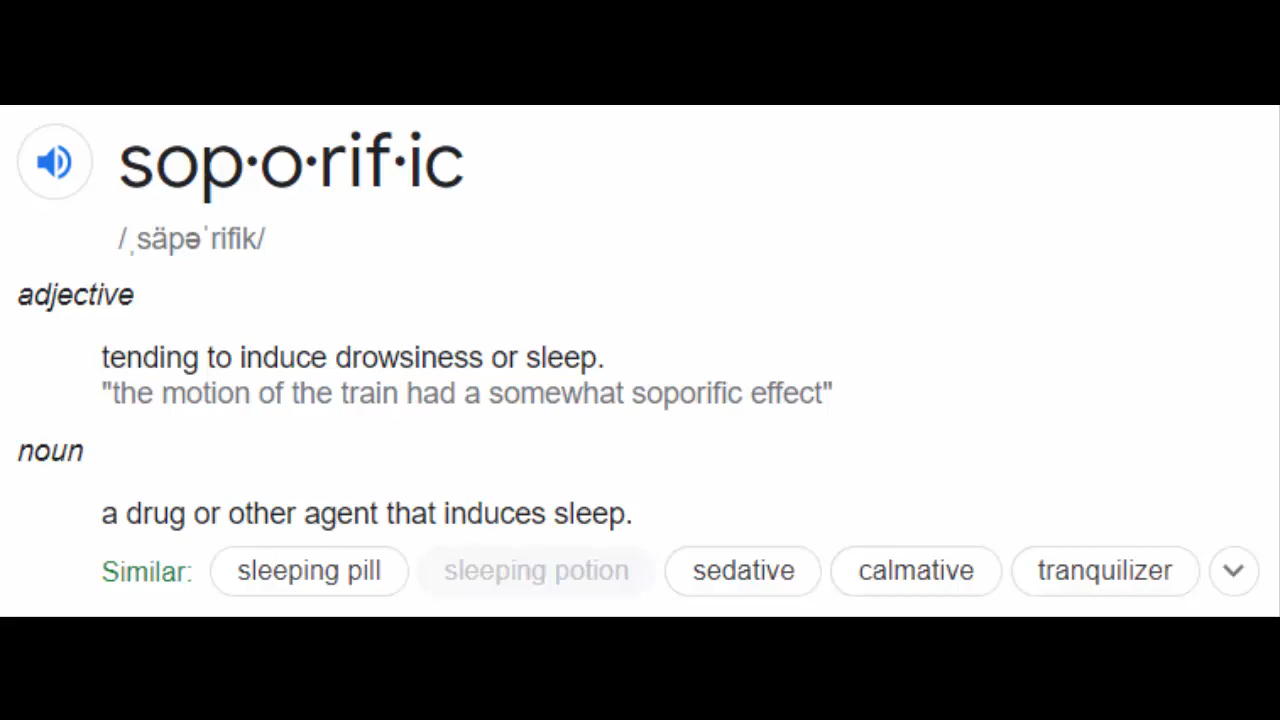 sop·o·rif·ic
/ˌsäpəˈrifik/
adjective
tending to induce drowsiness or sleep.
"the motion of the train had a somewhat soporific effect"
noun
a drug or other agent that induces sleep.
Similar: sleeping pill sleeping potion sedative calmative tranquilizer